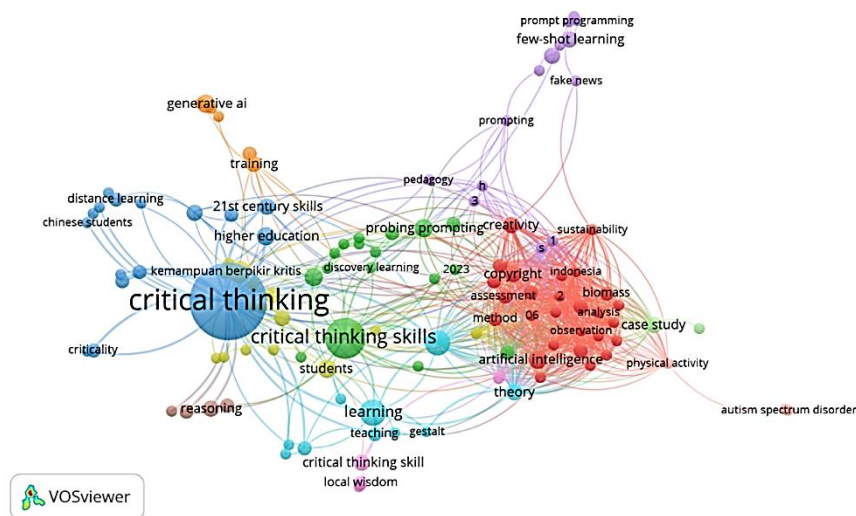 prompt programming
few-shot learning
fake news
generative ai
prompting
training
pedagogy
h
3
distance learning
21st century skills
chinese students
probing prompting
creativity
sustainability
higher education
1
s
kemampuan berpikir kritis
discovery learning
2023
copyright
indonesia
critical thinking
assessment
2
biomass
method
06
analysis
case study
critical thinking skills
observation
criticality
students
artificial intelligence
physical activity
theory
reasoning
learning
autism spectrum disorder
teaching
gestalt
critical thinking skill
local wisdom
VOSviewer